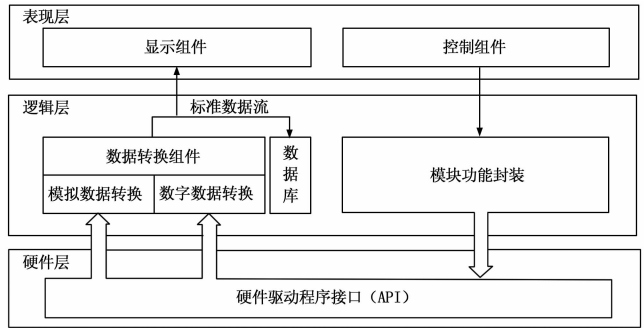 表现层
显示组件
控制组件
逻辑层
标准数据流
数据转换组件
模拟数据转换
数字数据转换
数据库
模块功能封装
硬件层
硬件驱动程序接口（API）